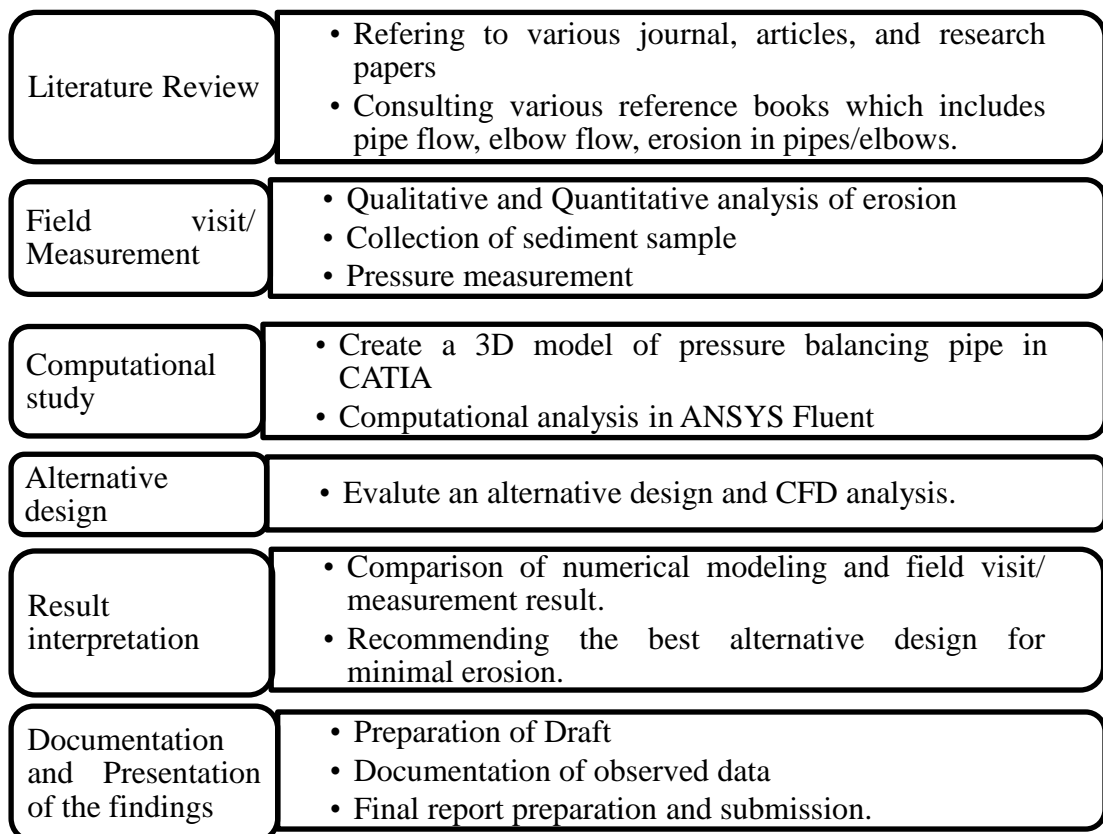 Literature Review
• Refering to various journal, articles, and research
papers
• Consulting various reference books which includes
pipe flow, elbow flow, erosion in pipes/elbows.
Field visit/
Measurement
• Qualitative and Quantitative analysis of erosion
• Collection of sediment sample
• Pressure measurement
Computational
study
• Create a 3D model of pressure balancing pipe in
CATIA
• Computational analysis in ANSYS Fluent
Alternative
design
• Evalute an alternative design and CFD analysis.
Result
interpretation
• Comparison of numerical modeling and field visit/
measurement result.
• Recommending the best alternative design for
minimal erosion.
Documentation
and Presentation
of the findings
• Preparation of Draft
• Documentation of observed data
• Final report preparation and submission.